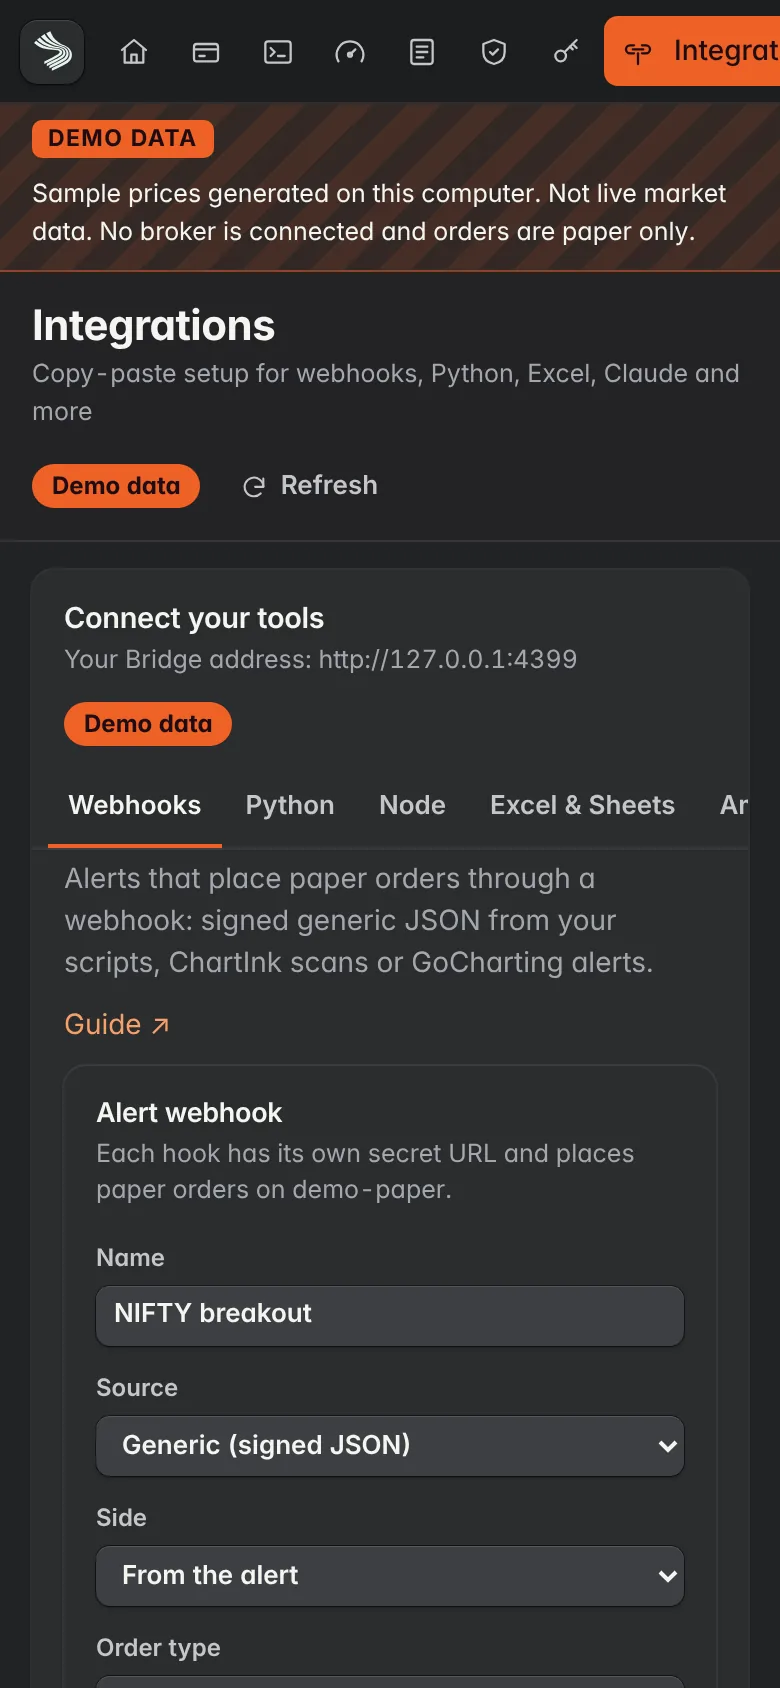 Integrat
DEMO DATA
Sample prices generated on this computer. Not live market
data. No broker is connected and orders are paper only.
Integrations
Copy-paste setup for webhooks, Python, Excel, Claude and
more
Demo data
Refresh
Connect your tools
Your Bridge address: http://127.0.0.1:4399
Demo data
Webhooks Python Node Excel & Sheets Ar
Alerts that place paper orders through a
webhook: signed generic JSON from your
scripts, ChartInk scans or GoCharting alerts.
Guide ↗
Alert webhook
Each hook has its own secret URL and places
paper orders on demo-paper.
Name
NIFTY breakout
Source
Generic (signed JSON)
Side
From the alert
Order type